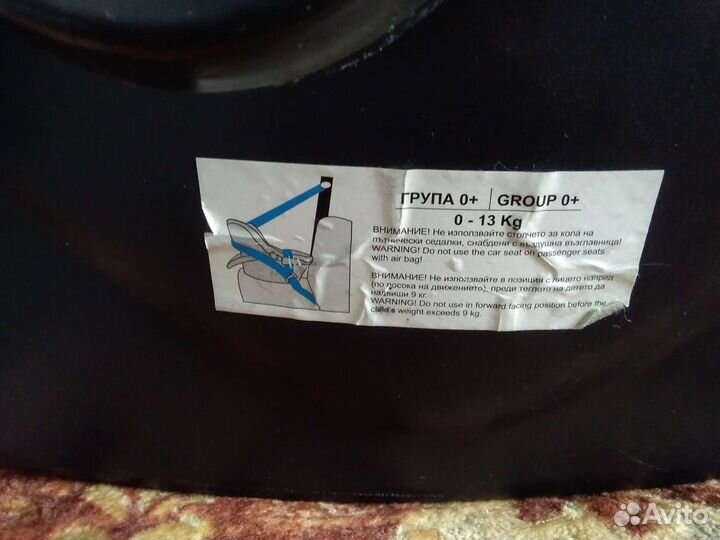 ГРУПА 0+ | GROUP 0+
0 - 13 Kg
ВНИМАНИЕ! Не използвайте столчето за кола на
пътнически седалки, снабдени с въздушна възглавница!
WARNING! Do not use the car seat on passenger seats
with air bag!
ВНИМАНИЕ! Не използвайте в позиция с лицето напред
(по посока на движението), преди теглото на детето да
надвиши 9 кг.
WARNING! Do not use in forward facing position before the
child's weight exceeds 9 kg.
Avito